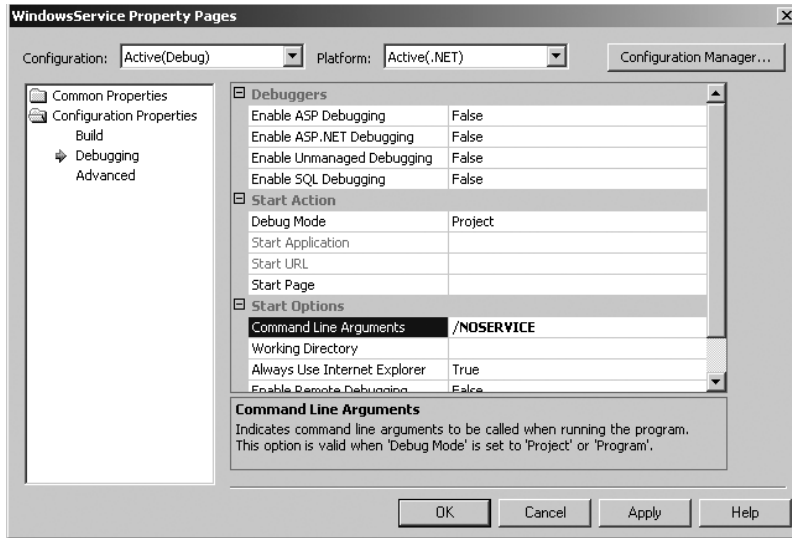 WindowsService Property Pages
Configuration: Active(Debug) Platform: Active(.NET) Configuration Manager...
Common Properties
Configuration Properties
Build
Debugging
Advanced
Debuggers
Enable ASP Debugging False
Enable ASP.NET Debugging False
Enable Unmanaged Debugging False
Enable SQL Debugging False
Start Action
Debug Mode Project
Start Application
Start URL
Start Page
Start Options
Command Line Arguments /NOSERVICE
Working Directory
Always Use Internet Explorer True
Enable Remote Debugging False
Command Line Arguments
Indicates command line arguments to be called when running the program.
This option is valid when 'Debug Mode' is set to 'Project' or 'Program'.
OK Cancel Apply Help